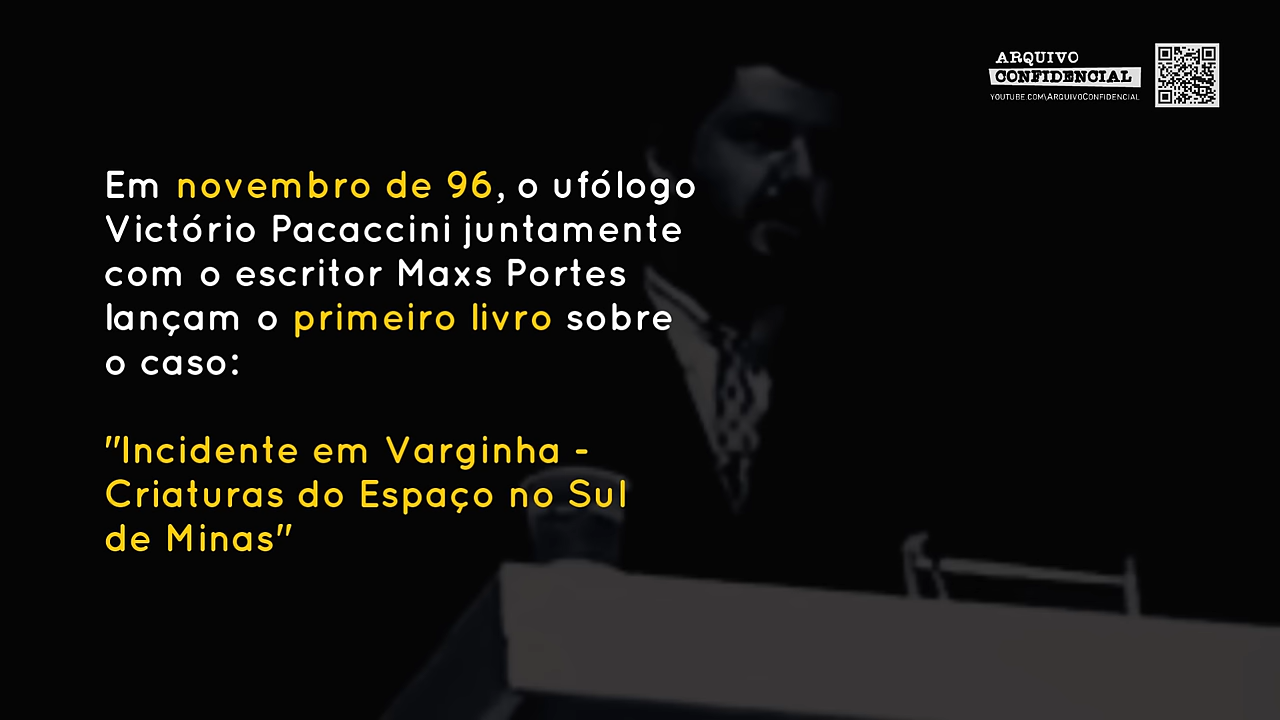 ARQUIVO
CONFIDENCIAL
YOUTUBE.COM\ARQUIVOCONFIDENCIAL
Em novembro de 96, o ufólogo
Victório Pacaccini juntamente
com o escritor Maxs Portes
lançam o primeiro livro sobre
o caso:
"Incidente em Varginha -
Criaturas do Espaço no Sul
de Minas"